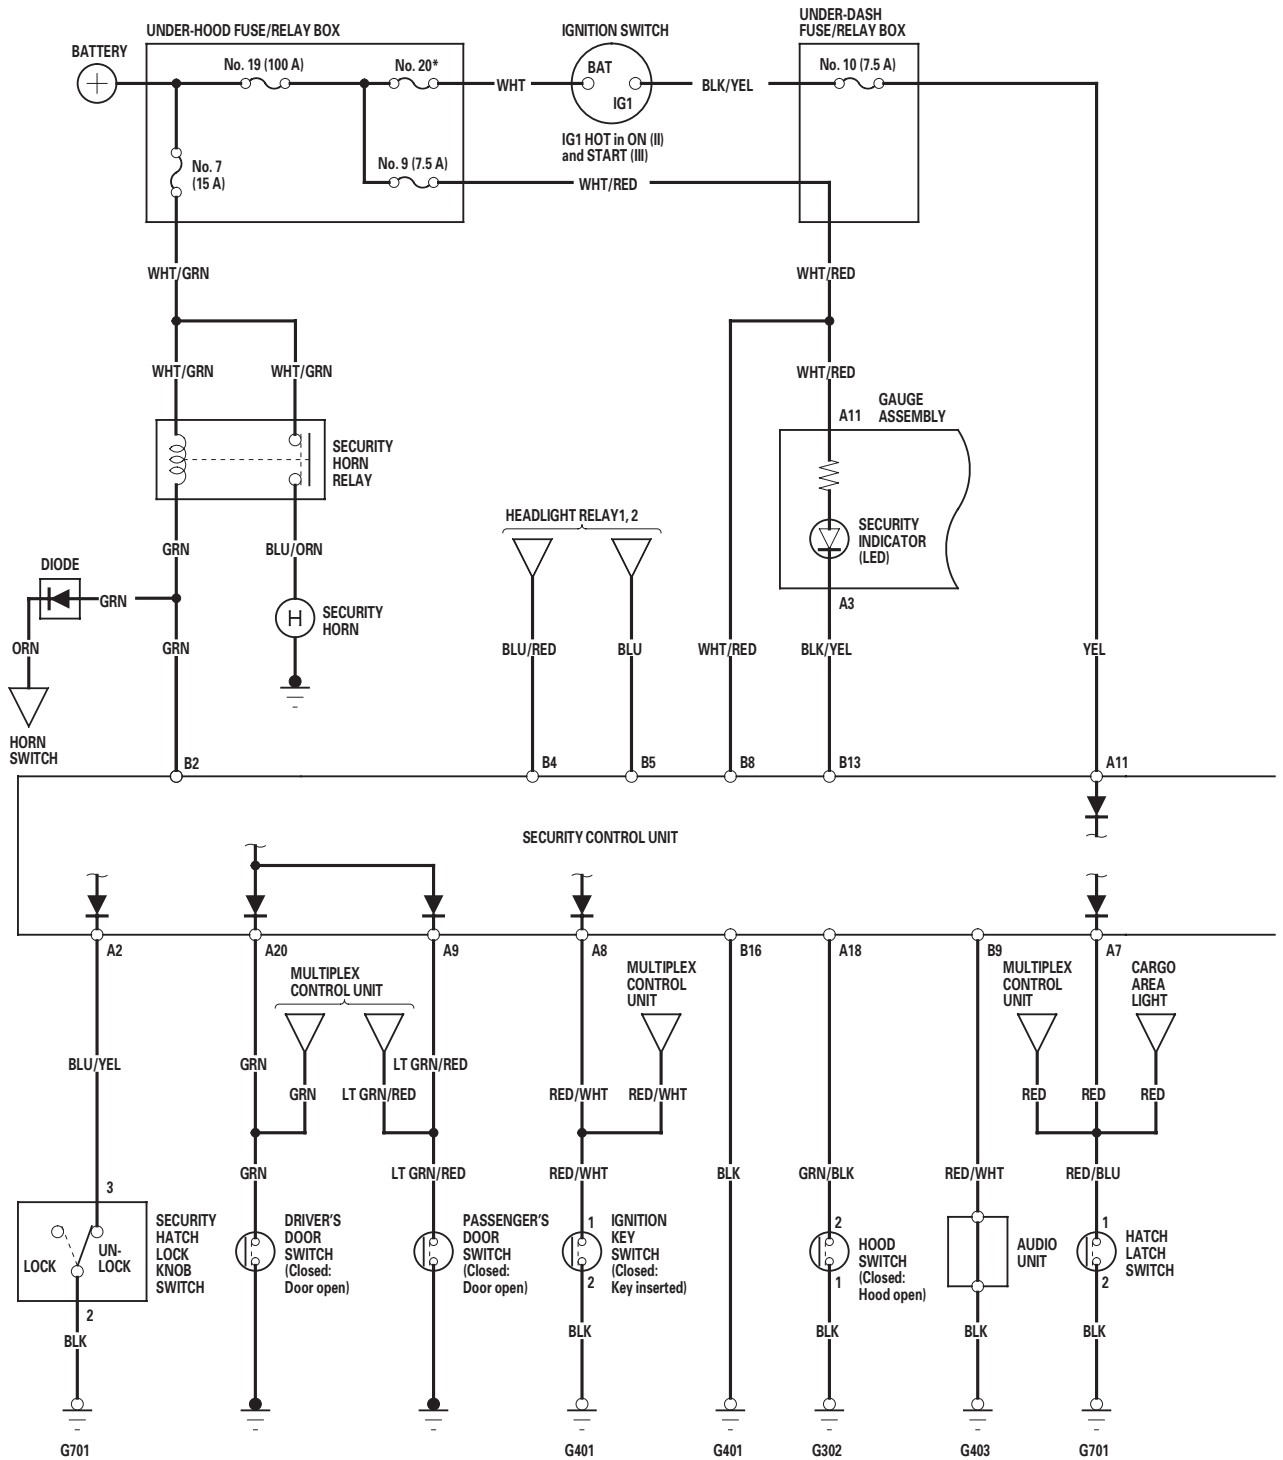 UNDER-HOOD FUSE/RELAY BOX
IGNITION SWITCH
UNDER-DASH
FUSE/RELAY BOX
BATTERY
No. 19 (100 A)
No. 20*
BAT
No. 10 (7.5 A)
WHT
BLK/YEL
IG1
IG1 HOT in ON (II)
and START (III)
No. 7
(15 A)
No. 9 (7.5 A)
WHT/RED
WHT/GRN
WHT/RED
WHT/GRN
WHT/GRN
WHT/RED
GAUGE
ASSEMBLY
A11
SECURITY
HORN
RELAY
HEADLIGHT RELAY1, 2
SECURITY
INDICATOR
(LED)
GRN
BLU/ORN
DIODE
GRN
A3
H
SECURITY
HORN
ORN
GRN
BLU/RED
BLU
WHT/RED
BLK/YEL
YEL
HORN
SWITCH
B2
B4
B5
B8
B13
A11
SECURITY CONTROL UNIT
A2
A20
A9
A8
B16
A18
B9
A7
MULTIPLEX
CONTROL UNIT
MULTIPLEX
CONTROL
UNIT
MULTIPLEX
CONTROL
UNIT
CARGO
AREA
LIGHT
BLU/YEL
GRN
LT GRN/RED
GRN
LT GRN/RED
RED/WHT
RED/WHT
RED
RED
RED
GRN
LT GRN/RED
RED/WHT
BLK
GRN/BLK
RED/WHT
RED/BLU
3
LOCK
UN-
LOCK
SECURITY
HATCH
LOCK
KNOB
SWITCH
DRIVER'S
DOOR
SWITCH
(Closed:
Door open)
PASSENGER'S
DOOR
SWITCH
(Closed:
Door open)
1
2
IGNITION
KEY
SWITCH
(Closed:
Key inserted)
2
1
HOOD
SWITCH
(Closed:
Hood open)
AUDIO
UNIT
1
2
HATCH
LATCH
SWITCH
2
BLK
BLK
BLK
BLK
BLK
G701
G401
G401
G302
G403
G701